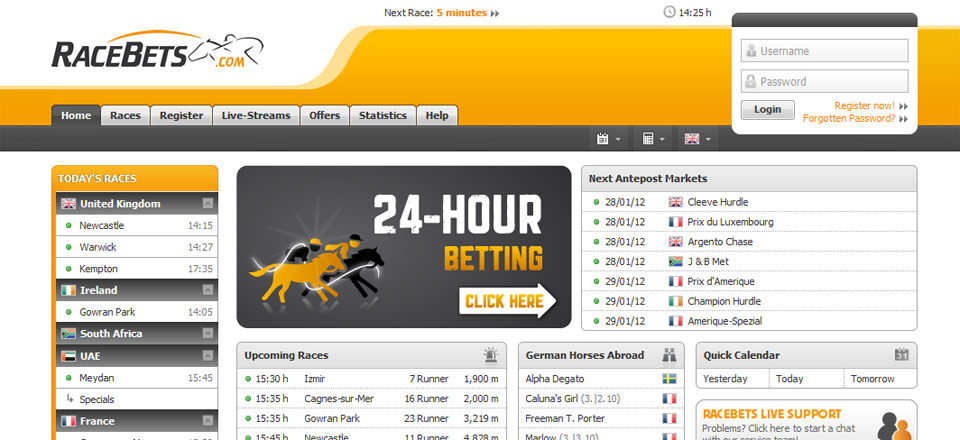 Next Race: 5 minutes
14:25 h
RACEBETS.COM
Username
Password
Login
Register now!
Forgotten Password?
Home
Races
Register
Live-Streams
Offers
Statistics
Help
TODAY'S RACES
United Kingdom
Newcastle 14:15
Warwick 14:27
Kempton 17:35
Ireland
Gowran Park 14:05
South Africa
UAE
Meydan 15:45
Specials
France
24-HOUR
BETTING
CLICK HERE
Next Antepost Markets
28/01/12 Cleeve Hurdle
28/01/12 Prix du Luxembourg
28/01/12 Argento Chase
28/01/12 J & B Met
29/01/12 Prix d'Amerique
29/01/12 Champion Hurdle
29/01/12 Amerique-Spezial
Upcoming Races
15:30 h Izmir 7 Runner 1,900 m
15:35 h Cagnes-sur-Mer 16 Runner 2,000 m
15:35 h Gowran Park 23 Runner 3,219 m
15:45 h Newcastle 11 Runner 4,828 m
German Horses Abroad
Alpha Degato
Caluna's Girl (3.|2.10)
Freeman T. Porter
Marlow (3.|3.10)
Quick Calendar
31
Yesterday
Today
Tomorrow
RACEBETS LIVE SUPPORT
Problems? Click here to start a chat
with our service team!